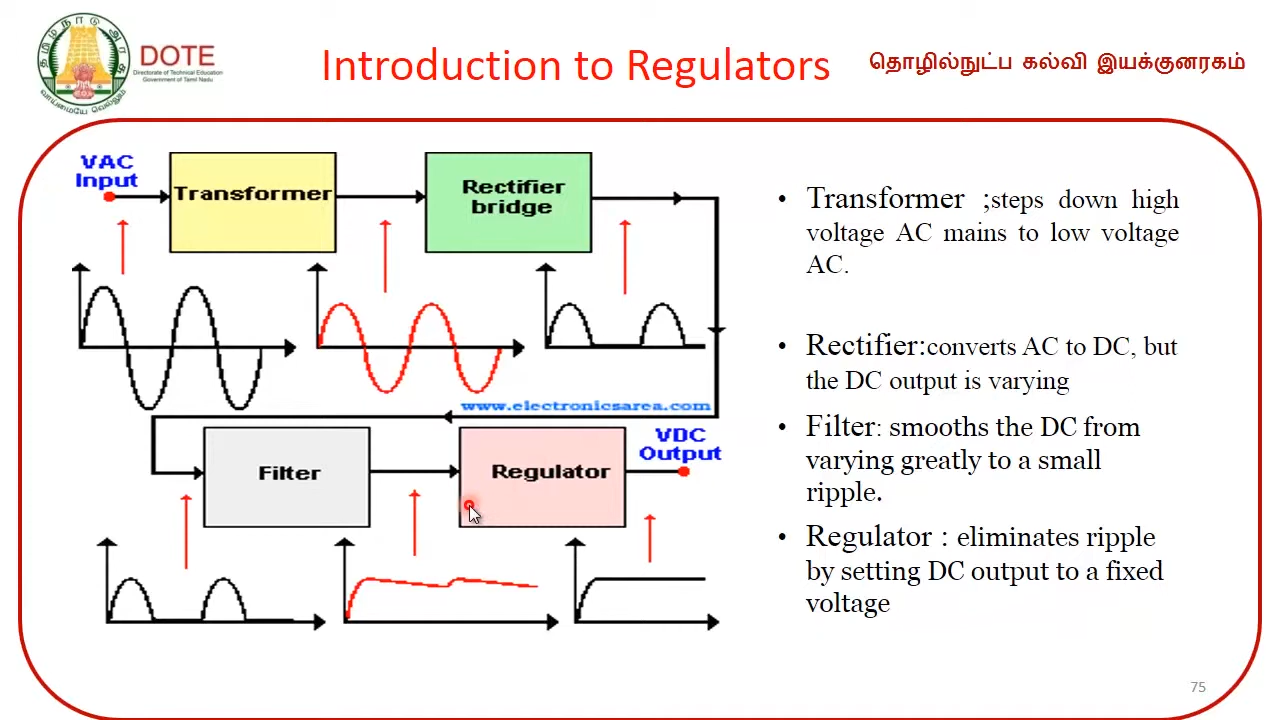 தமிழ்நாடு அரசு
வாய்மையே வெல்லும்
DOTE
Directorate of Technical Education
Government of Tamil Nadu
Introduction to Regulators
தொழில்நுட்ப கல்வி இயக்குனரகம்
VAC
Input
Transformer
Rectifier
bridge
www.electronicsarea.com
Filter
Regulator
VDC
Output
• Transformer ;steps down high
voltage AC mains to low voltage
AC.
• Rectifier:converts AC to DC, but
the DC output is varying
• Filter: smooths the DC from
varying greatly to a small
ripple.
• Regulator : eliminates ripple
by setting DC output to a fixed
voltage
75